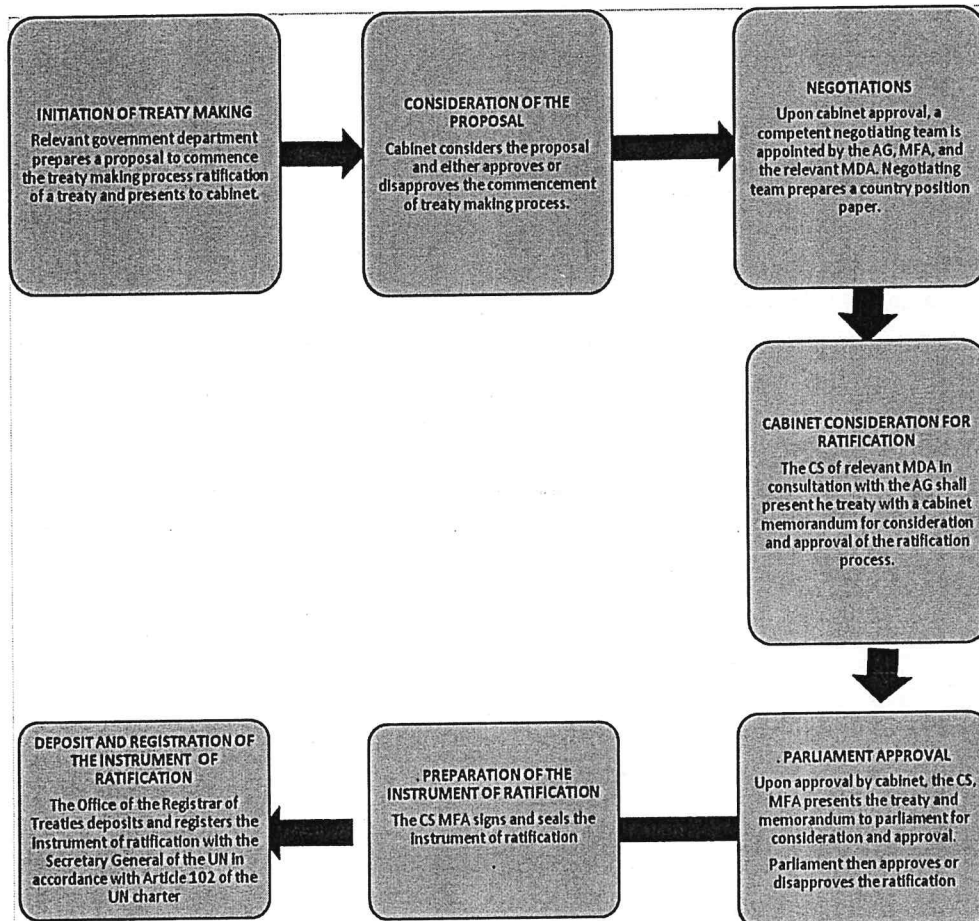 INITIATION OF TREATY MAKING
Relevant government department
prepares a proposal to commence
the treaty making process ratification
of a treaty and presents to cabinet.
CONSIDERATION OF THE
PROPOSAL
Cabinet considers the proposal
and either approves or
disapproves the commencement
of treaty making process.
NEGOTIATIONS
Upon cabinet approval, a
competent negotiating team is
appointed by the AG, MFA, and
the relevant MDA. Negotiating
team prepares a country position
paper.
CABINET CONSIDERATION FOR
RATIFICATION
The CS of relevant MDA in
consultation with the AG shall
present he treaty with a cabinet
memorandum for consideration
and approval of the ratification
process.
. PARLIAMENT APPROVAL
Upon approval by cabinet, the CS,
MFA presents the treaty and
memorandum to parliament for
consideration and approval.
Parliament then approves or
disapproves the ratification
. PREPARATION OF THE
INSTRUMENT OF RATIFICATION
The CS MFA signs and seals the
instrument of ratification
DEPOSIT AND REGISTRATION OF
THE INSTRUMENT OF
RATIFICATION
The Office of the Registrar of
Treaties deposits and registers the
instrument of ratification with the
Secretary General of the UN in
accordance with Article 102 of the
UN charter